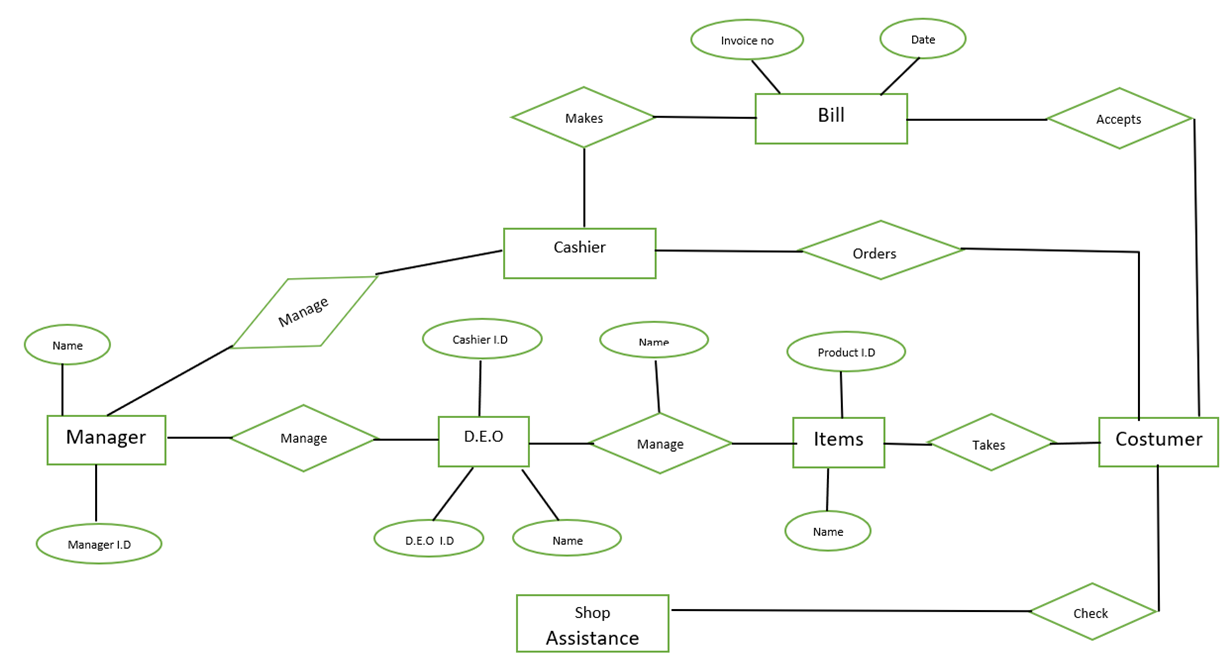 Invoice no
Date
Bill
Makes
Accepts
Cashier
Orders
Manage
Name
Cashier I.D
Name
Product I.D
Manager
Manage
D.E.O
Manage
Items
Takes
Costumer
Manager I.D
D.E.O I.D
Name
Name
Shop
Assistance
Check